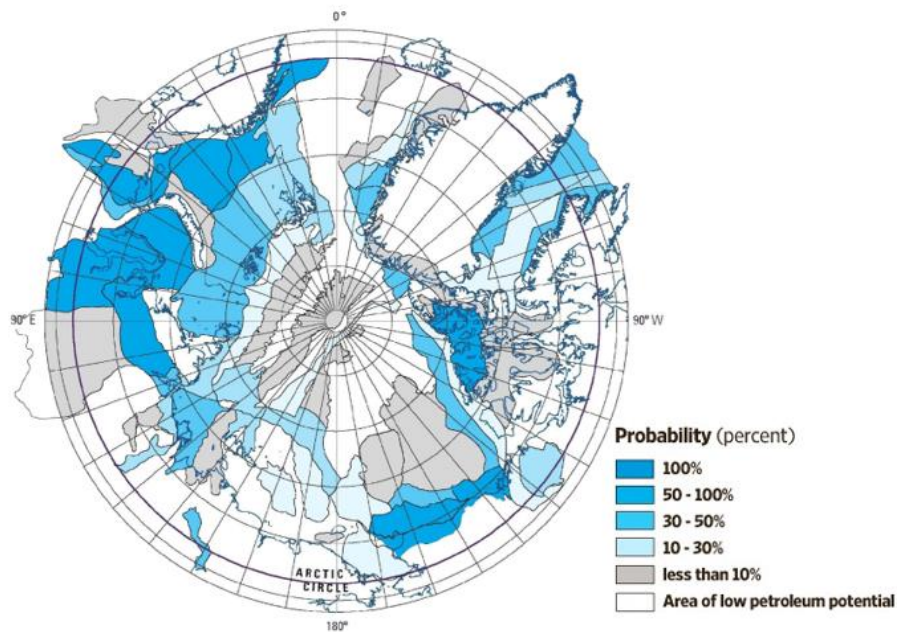 0°
90° E
90° W
Probability (percent)
100%
50 - 100%
30 - 50%
10 - 30%
less than 10%
Area of low petroleum potential
ARCTIC
CIRCLE
180°